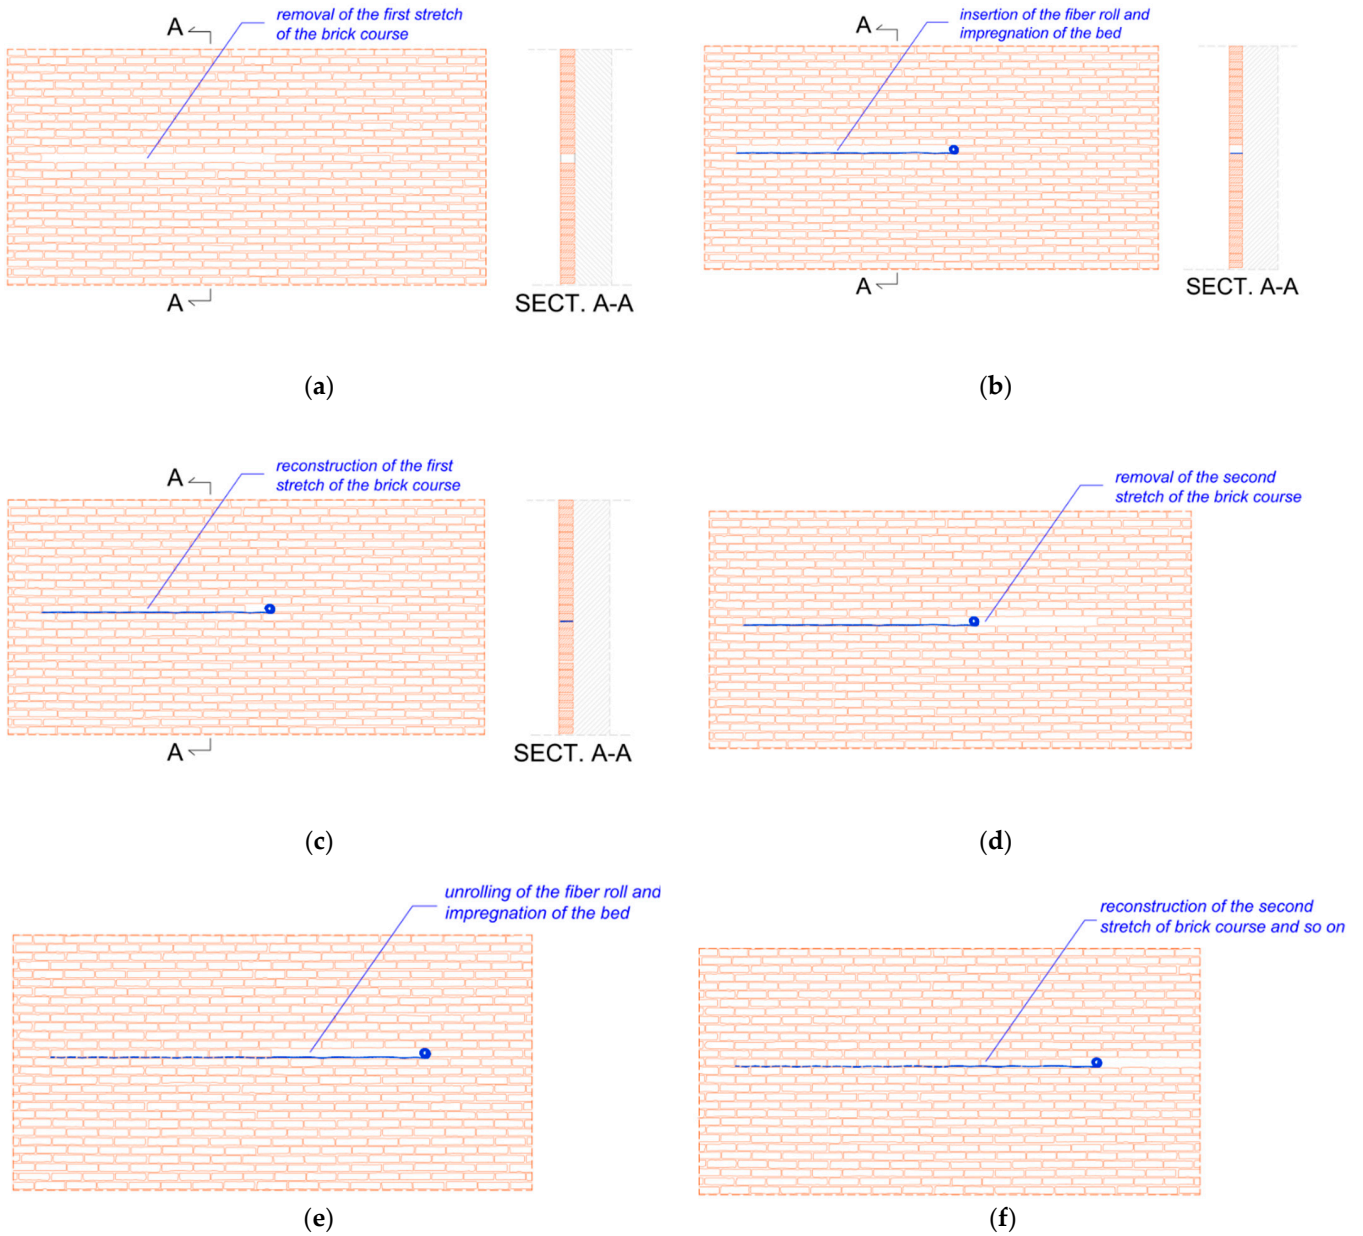 removal of the first stretch
of the brick course
A
A
SECT. A-A
(a)
insertion of the fiber roll and
impregnation of the bed
A
A
SECT. A-A
(b)
reconstruction of the first
stretch of the brick course
A
A
SECT. A-A
(c)
removal of the second
stretch of the brick course
(d)
unrolling of the fiber roll and
impregnation of the bed
(e)
reconstruction of the second
stretch of brick course and so on
(f)